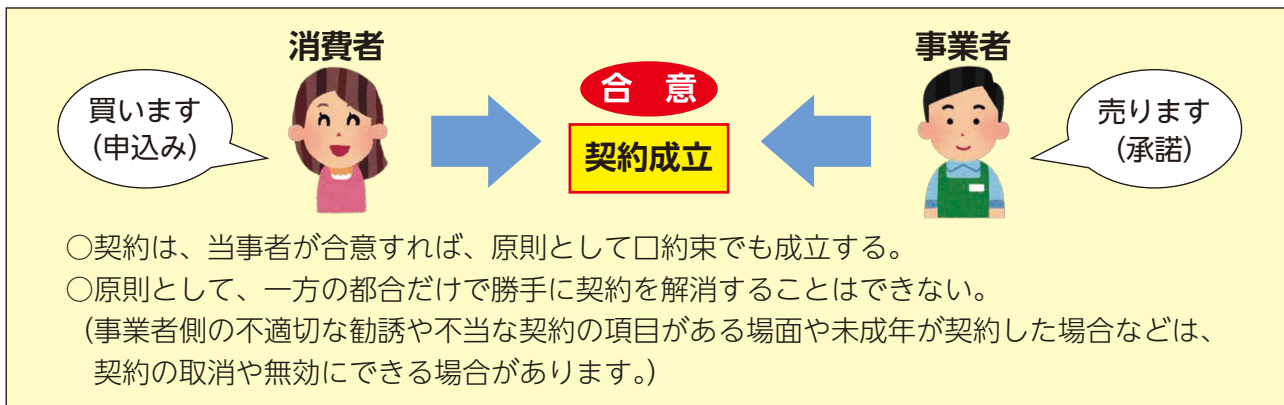 消費者
事業者
買います
(申込み)
合 意
契約成立
売ります
(承諾)
○契約は、当事者が合意すれば、原則として口約束でも成立する。
○原則として、一方の都合だけで勝手に契約を解消することはできない。
(事業者側の不適切な勧誘や不当な契約の項目がある場面や未成年が契約した場合などは、
契約の取消や無効にできる場合があります。)